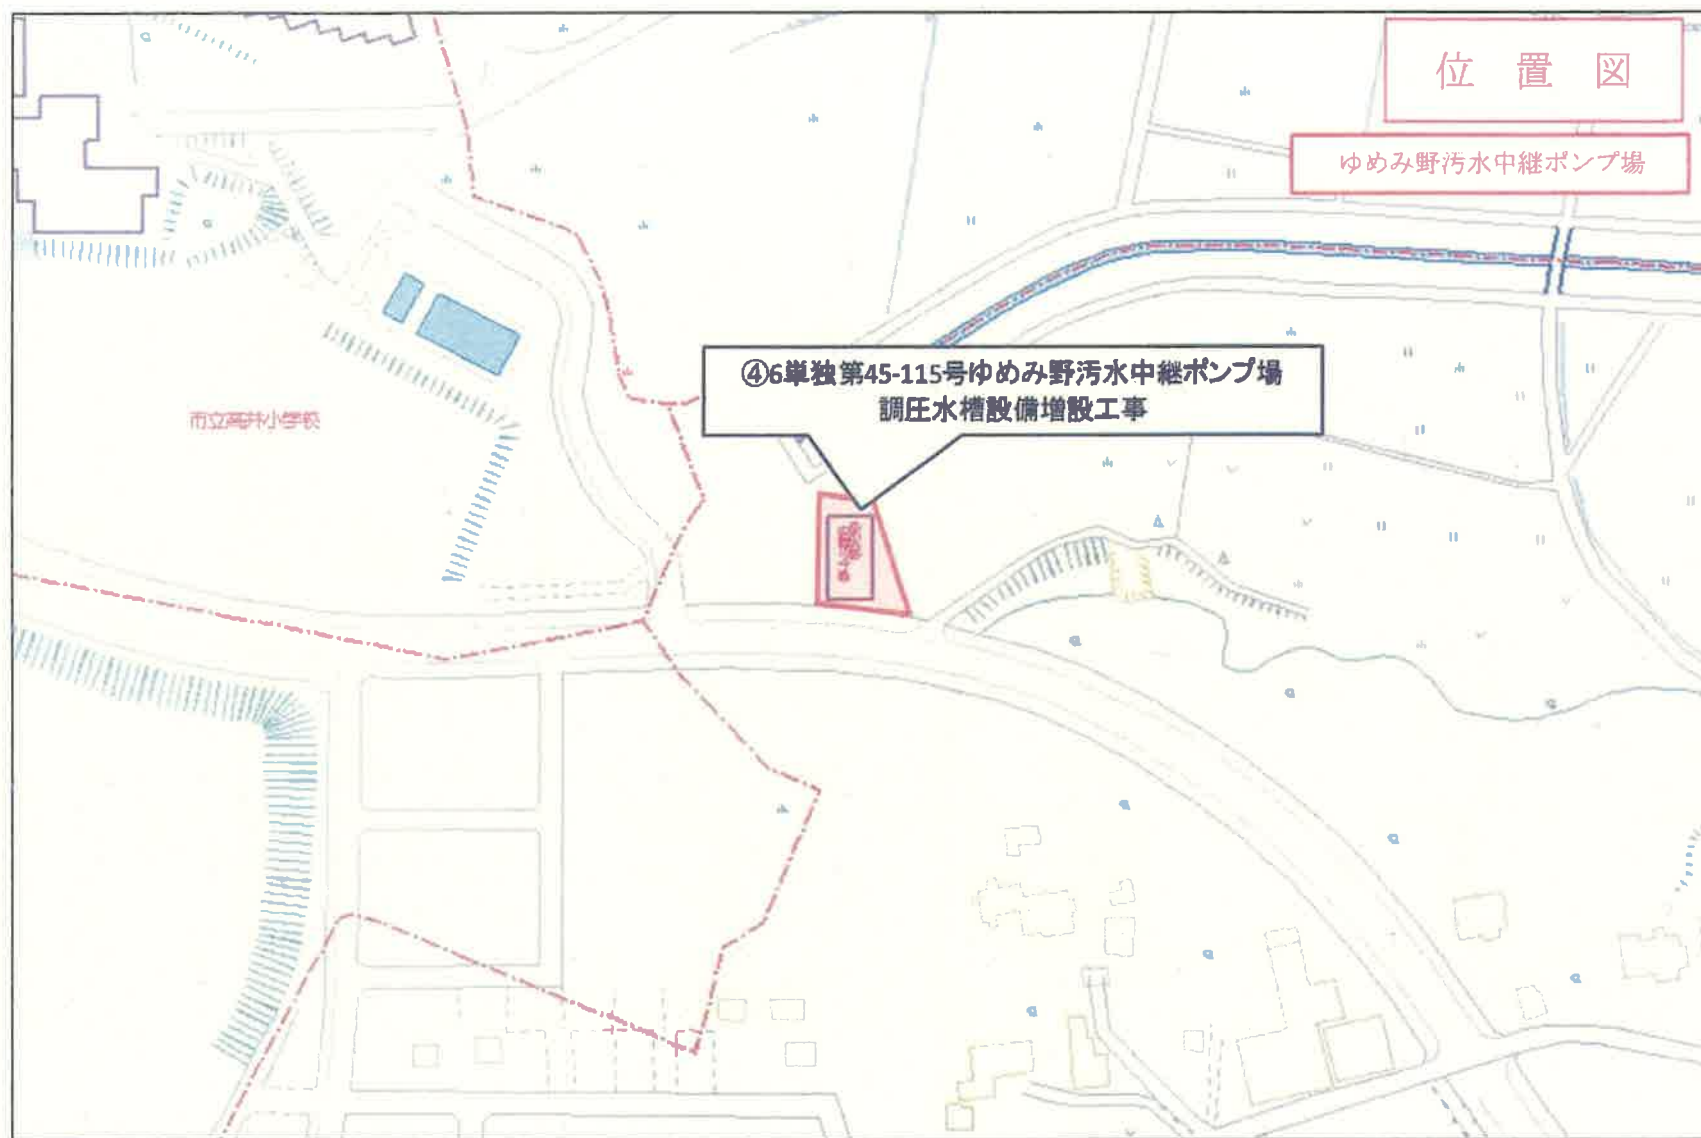 位置図
ゆめみ野汚水中継ポンプ場
④6単独第45-115号ゆめみ野汚水中継ポンプ場
調圧水槽設備増設工事
市立高井小学校